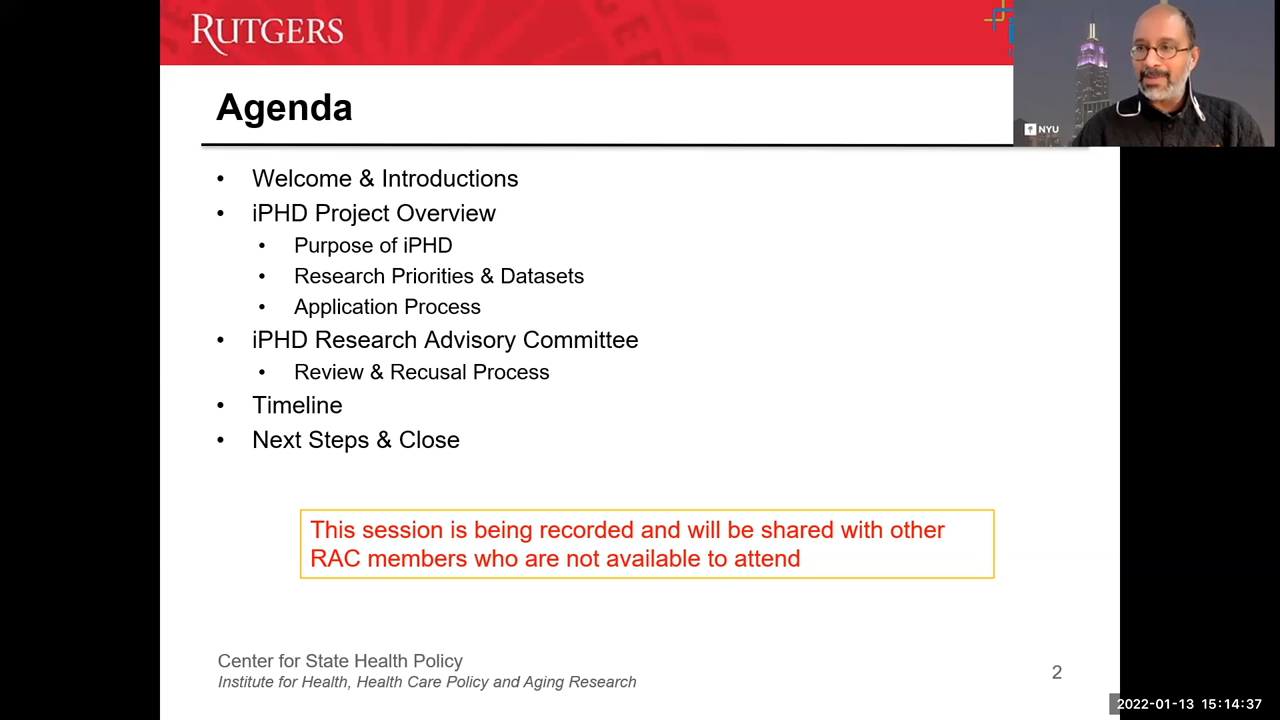 RUTGERS
Agenda
NYU
• Welcome & Introductions
• iPHD Project Overview
• Purpose of iPHD
• Research Priorities & Datasets
• Application Process
• iPHD Research Advisory Committee
• Review & Recusal Process
• Timeline
• Next Steps & Close
This session is being recorded and will be shared with other
RAC members who are not available to attend
Center for State Health Policy
Institute for Health, Health Care Policy and Aging Research
2
2022-01-13 15:14:37